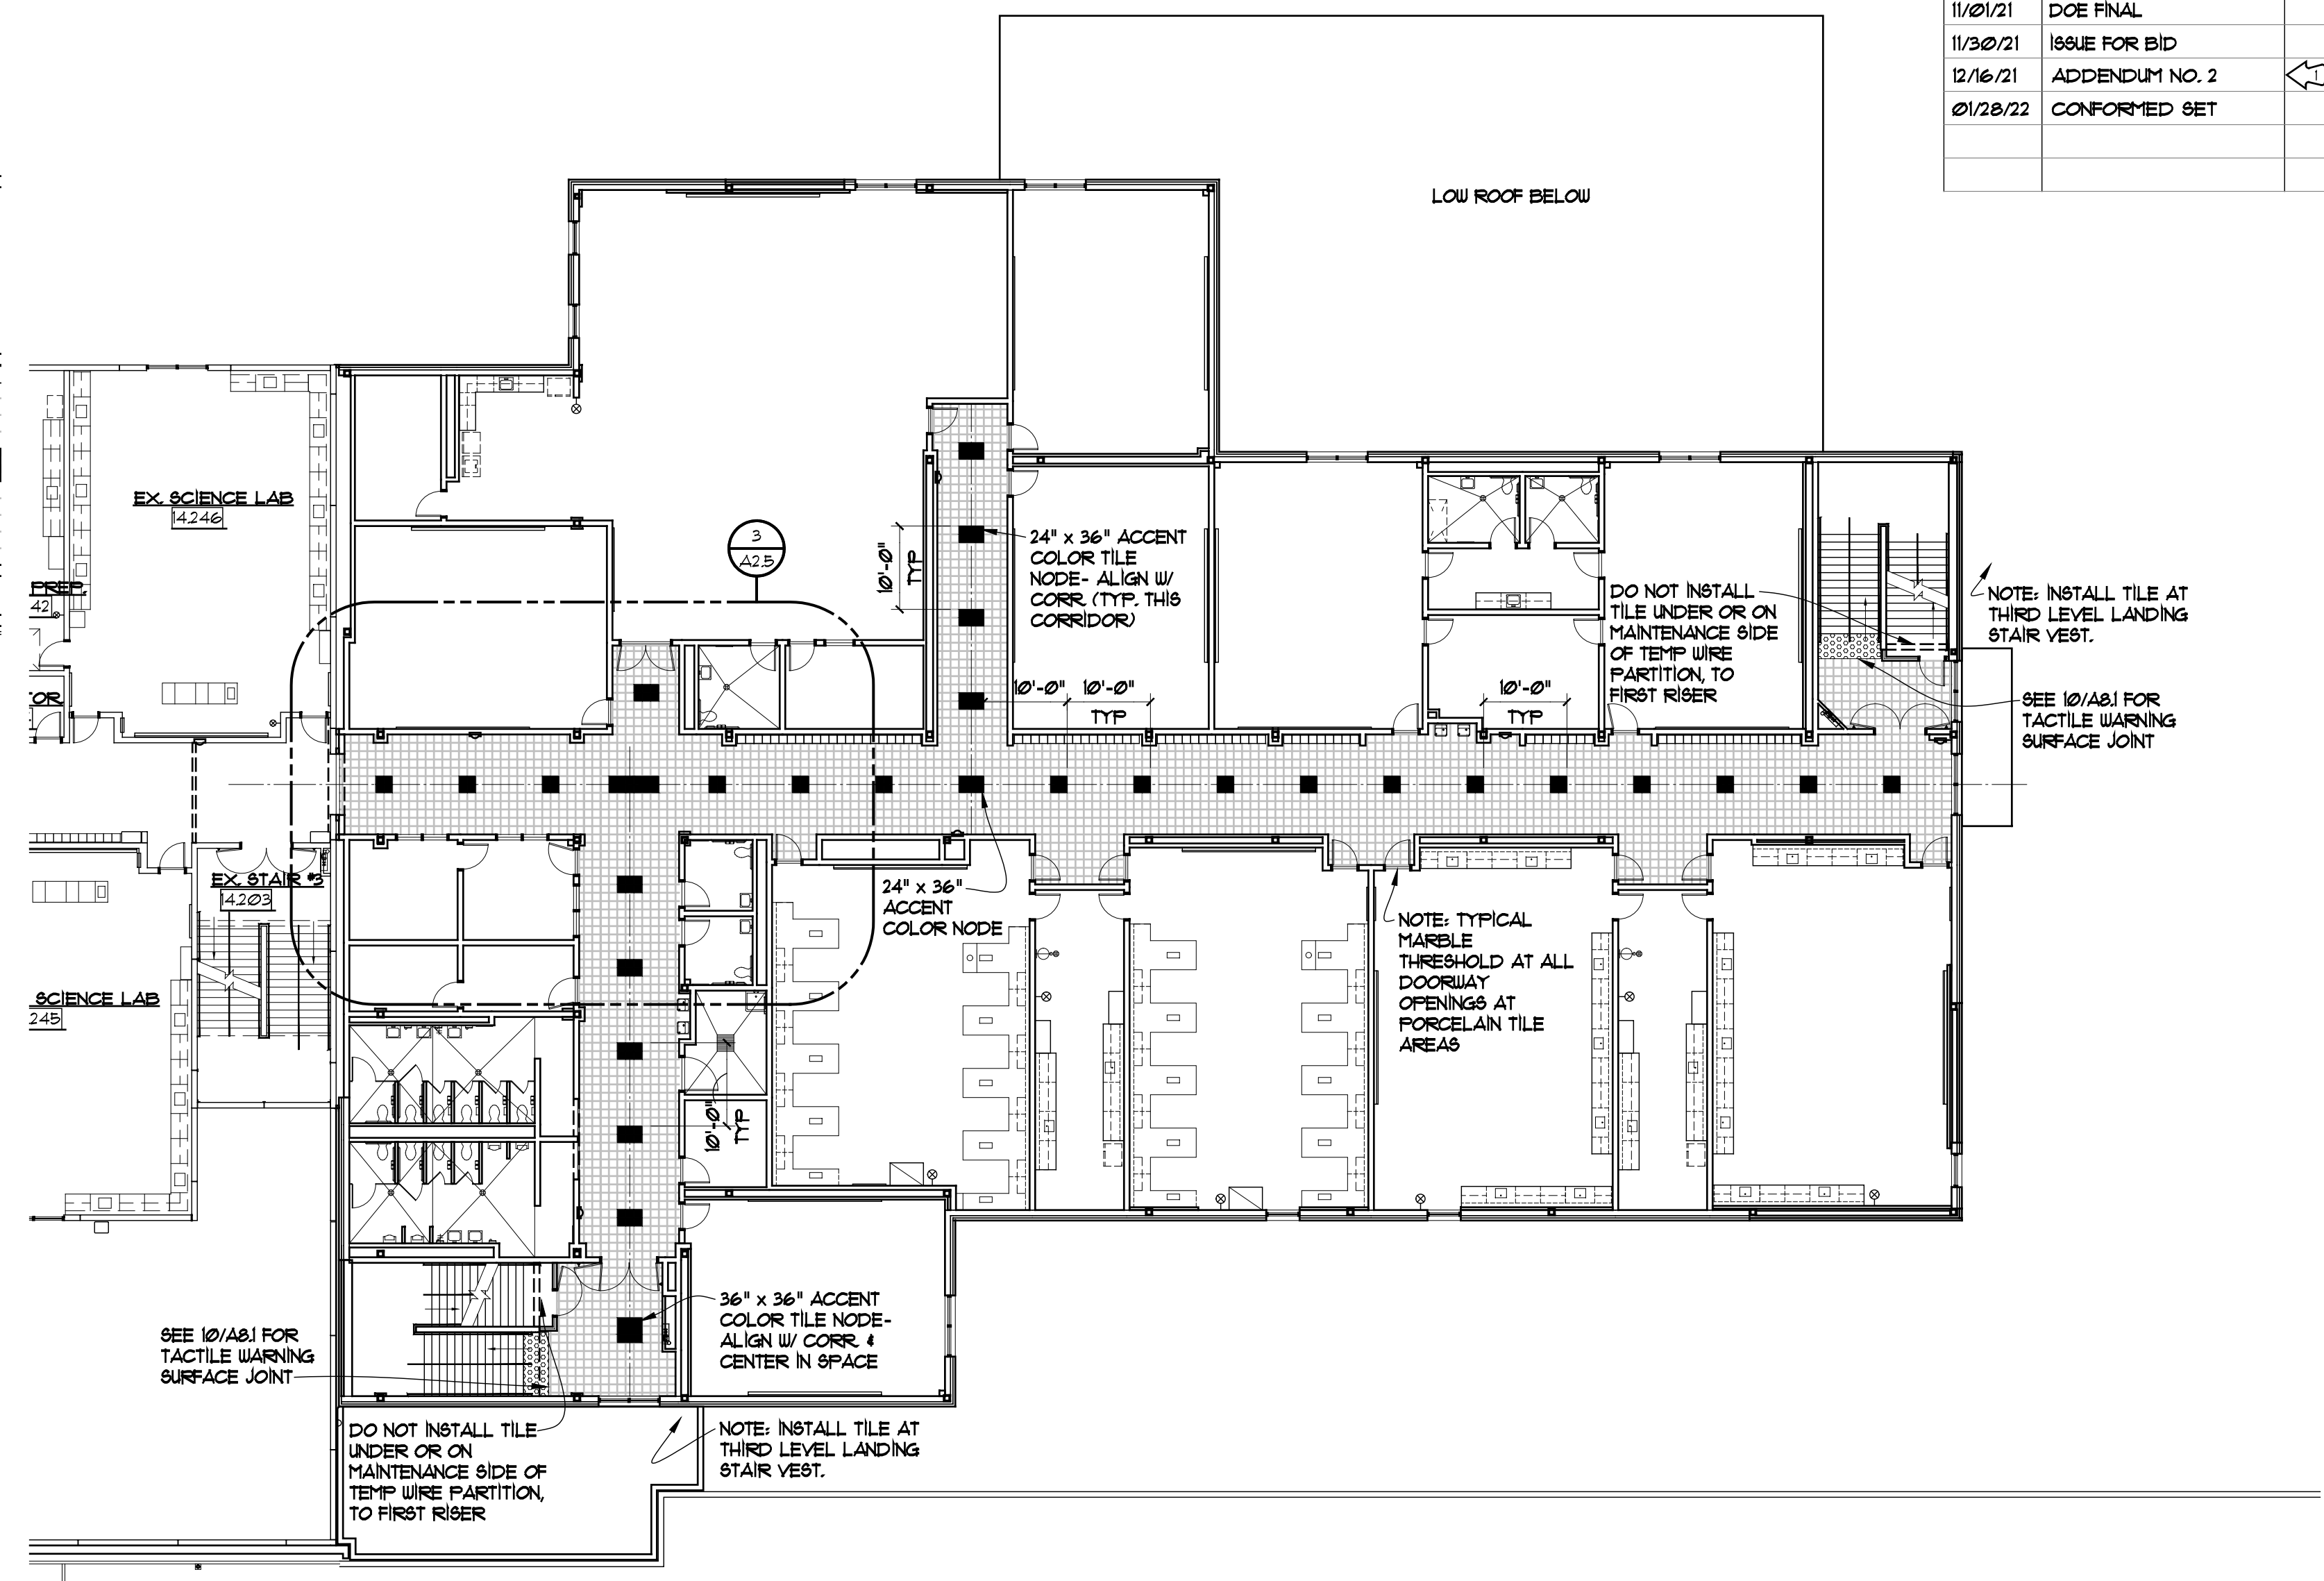 11/01/21 DOE FINAL
11/30/21 ISSUE FOR BID
12/16/21 ADDENDUM NO. 2 1
01/28/22 CONFORMED SET
LOW ROOF BELOW
EX. SCIENCE LAB
14.246
PREP.
42
TOR
3
A2.5
10'-0"
TYP
24" x 36" ACCENT
COLOR TILE
NODE- ALIGN W/
CORR. (TYP. THIS
CORRIDOR)
10'-0" 10'-0"
TYP
10'-0"
TYP
DO NOT INSTALL
TILE UNDER OR ON
MAINTENANCE SIDE
OF TEMP WIRE
PARTITION, TO
FIRST RISER
NOTE: INSTALL TILE AT
THIRD LEVEL LANDING
STAIR VEST.
SEE 10/A8.1 FOR
TACTILE WARNING
SURFACE JOINT
EX. STAIR #3
14.203
SCIENCE LAB
245
24" x 36"
ACCENT
COLOR NODE
NOTE: TYPICAL
MARBLE
THRESHOLD AT ALL
DOORWAY
OPENINGS AT
PORCELAIN TILE
AREAS
10'-0"
TYP
36" x 36" ACCENT
COLOR TILE NODE-
ALIGN W/ CORR. &
CENTER IN SPACE
SEE 10/A8.1 FOR
TACTILE WARNING
SURFACE JOINT
DO NOT INSTALL TILE
UNDER OR ON
MAINTENANCE SIDE OF
TEMP WIRE PARTITION,
TO FIRST RISER
NOTE: INSTALL TILE AT
THIRD LEVEL LANDING
STAIR VEST.